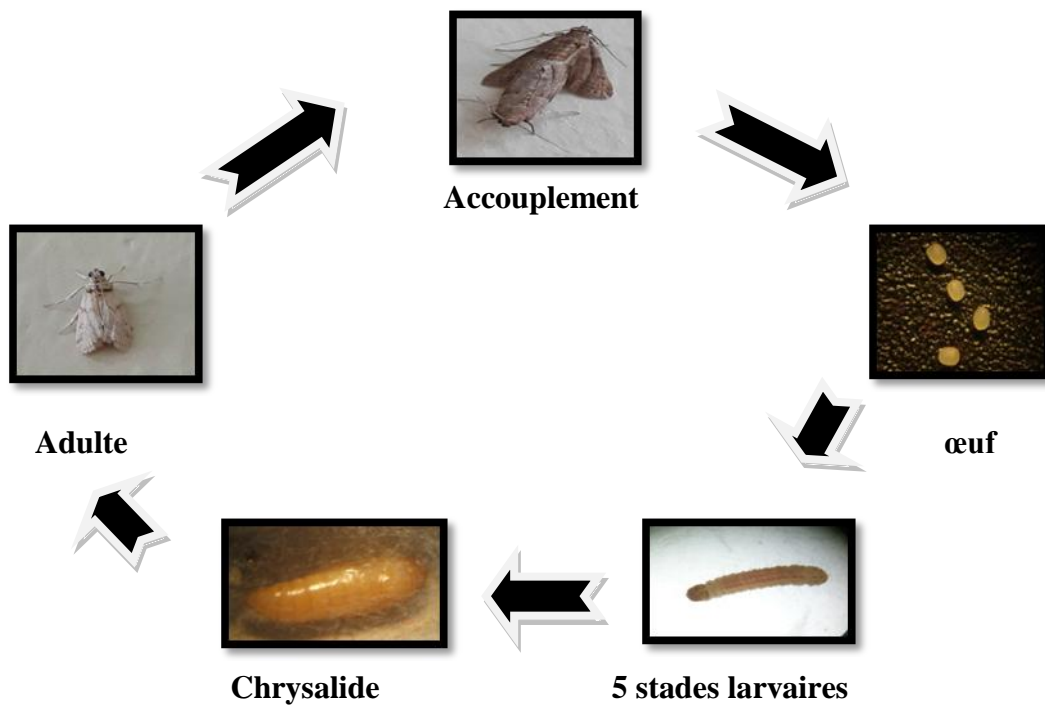 Accouplement
Adulte
œuf
Chrysalide
5 stades larvaires